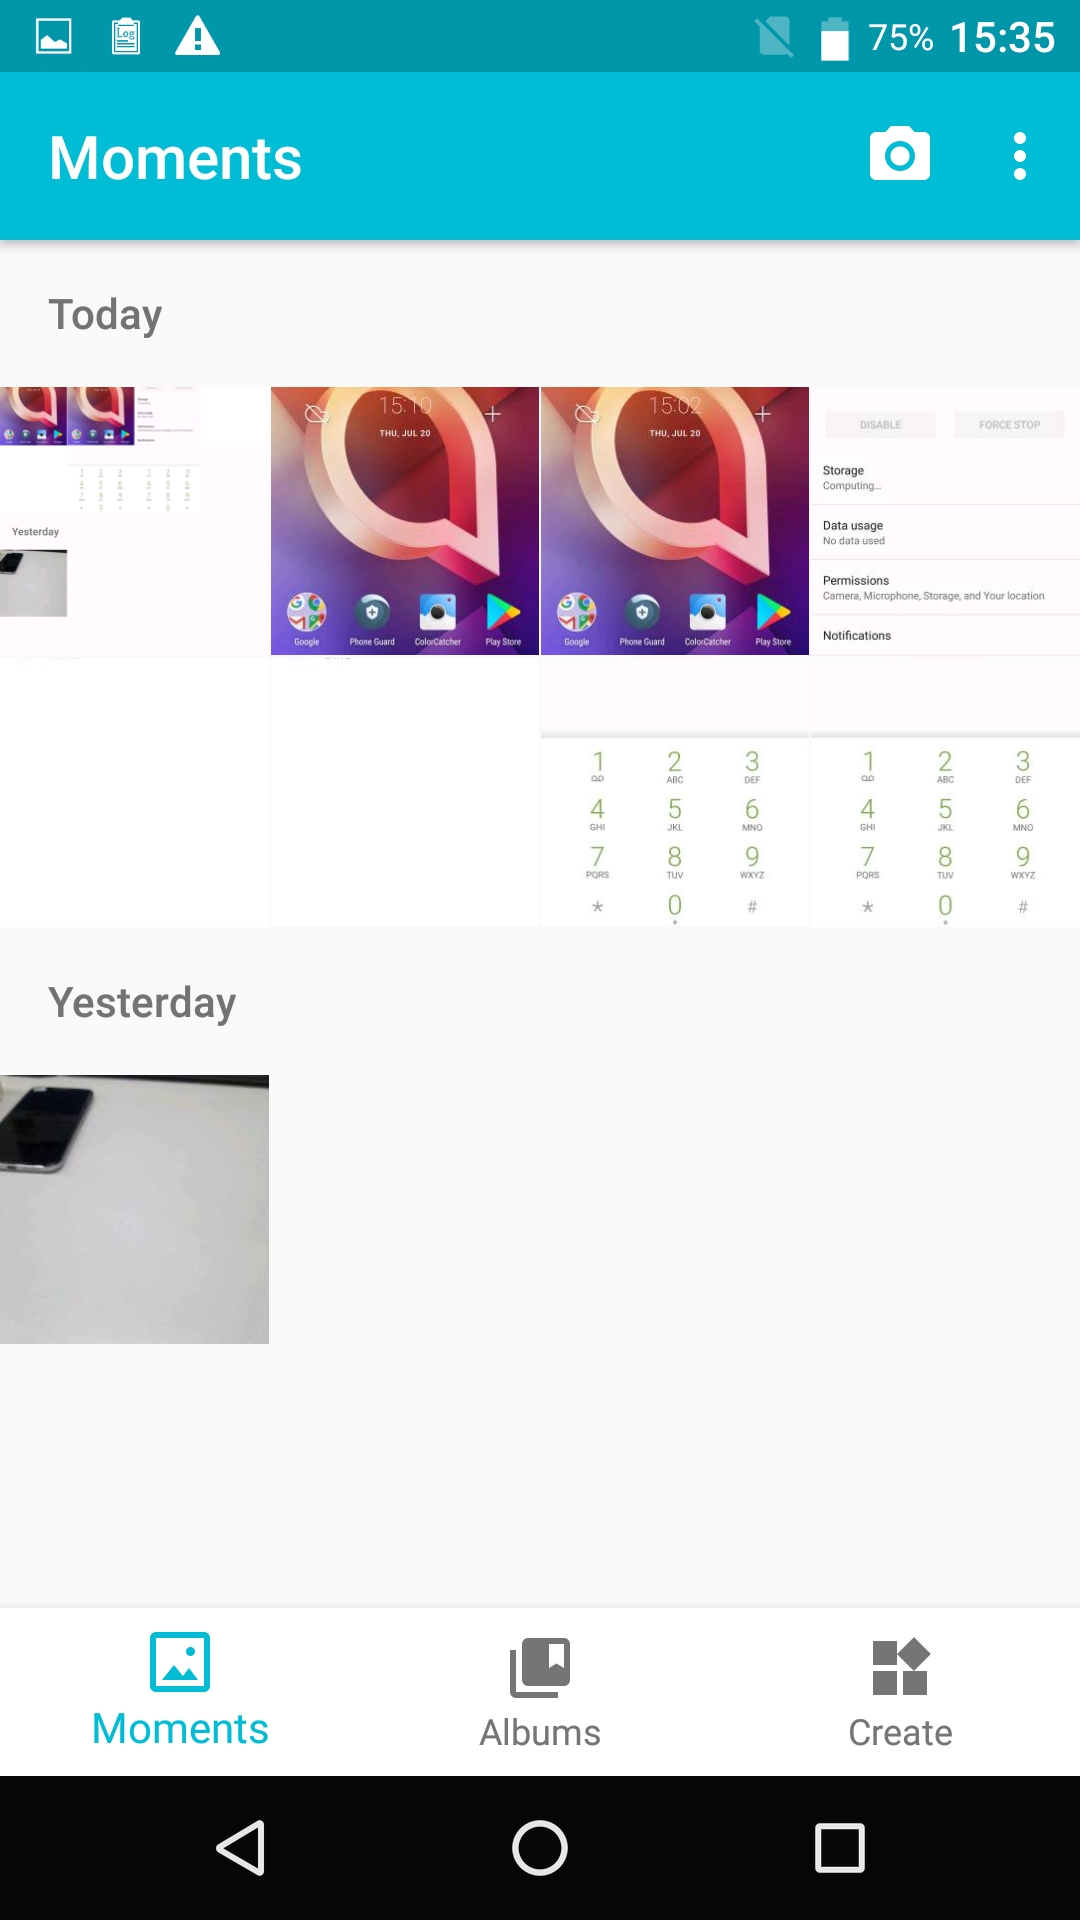 Log
75% 15:35
Moments
Today
Yesterday
15:10
THU, JUL 20
Google Phone Guard ColorCatcher Play Store
15:02
THU, JUL 20
Google Phone Guard ColorCatcher Play Store
DISABLE FORCE STOP
Storage
Computing...
Data usage
No data used
Permissions
Camera, Microphone, Storage, and Your location
Notifications
1 2 3
ABC DEF
4 5 6
GHI JKL MNO
7 8 9
PQRS TUV WXYZ
* 0 #
+
1 2 3
ABC DEF
4 5 6
GHI JKL MNO
7 8 9
PQRS TUV WXYZ
* 0 #
+
Yesterday
Moments Albums Create